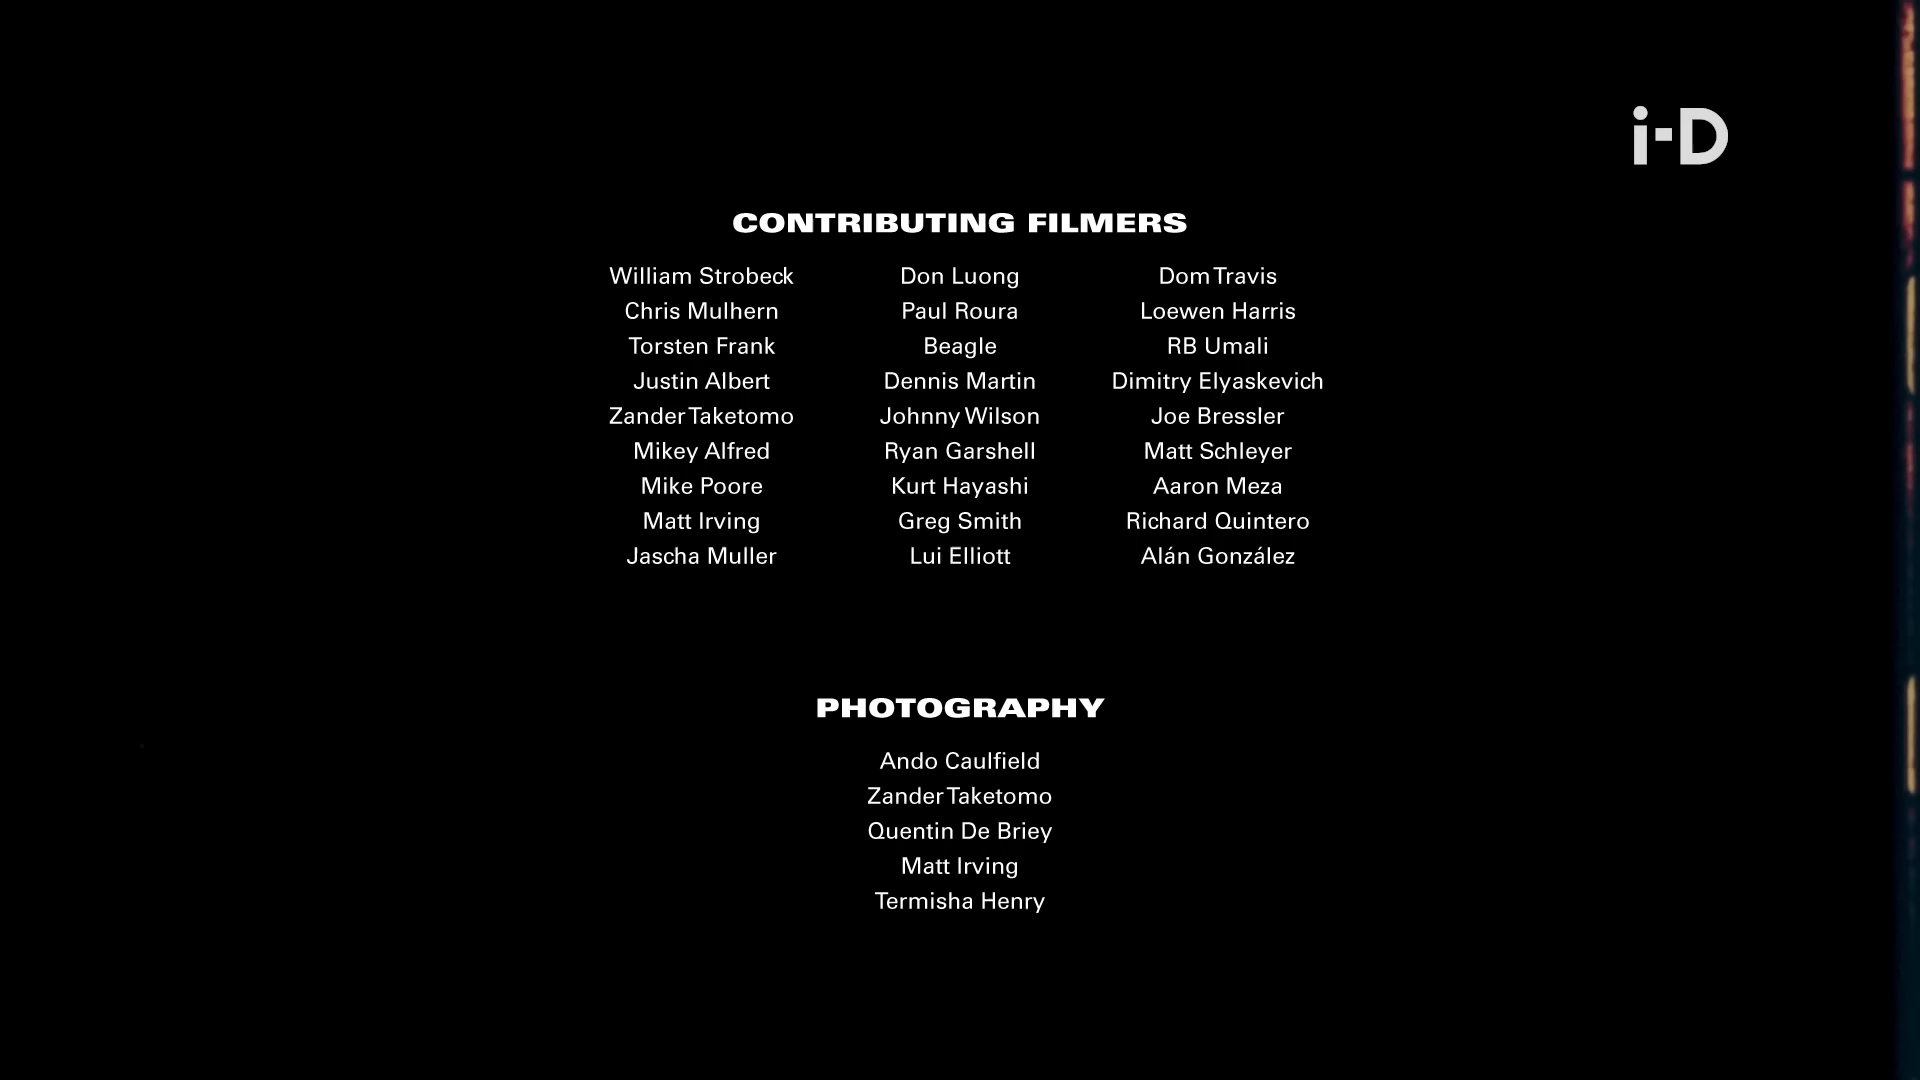 i-D
CONTRIBUTING FILMERS
William Strobeck Don Luong Dom Travis
Chris Mulhern Paul Roura Loewen Harris
Torsten Frank Beagle RB Umali
Justin Albert Dennis Martin Dimitry Elyaskevich
Zander Taketomo Johnny Wilson Joe Bressler
Mikey Alfred Ryan Garshell Matt Schleyer
Mike Poore Kurt Hayashi Aaron Meza
Matt Irving Greg Smith Richard Quintero
Jascha Muller Lui Elliott Alán González
PHOTOGRAPHY
Ando Caulfield
Zander Taketomo
Quentin De Briey
Matt Irving
Termisha Henry